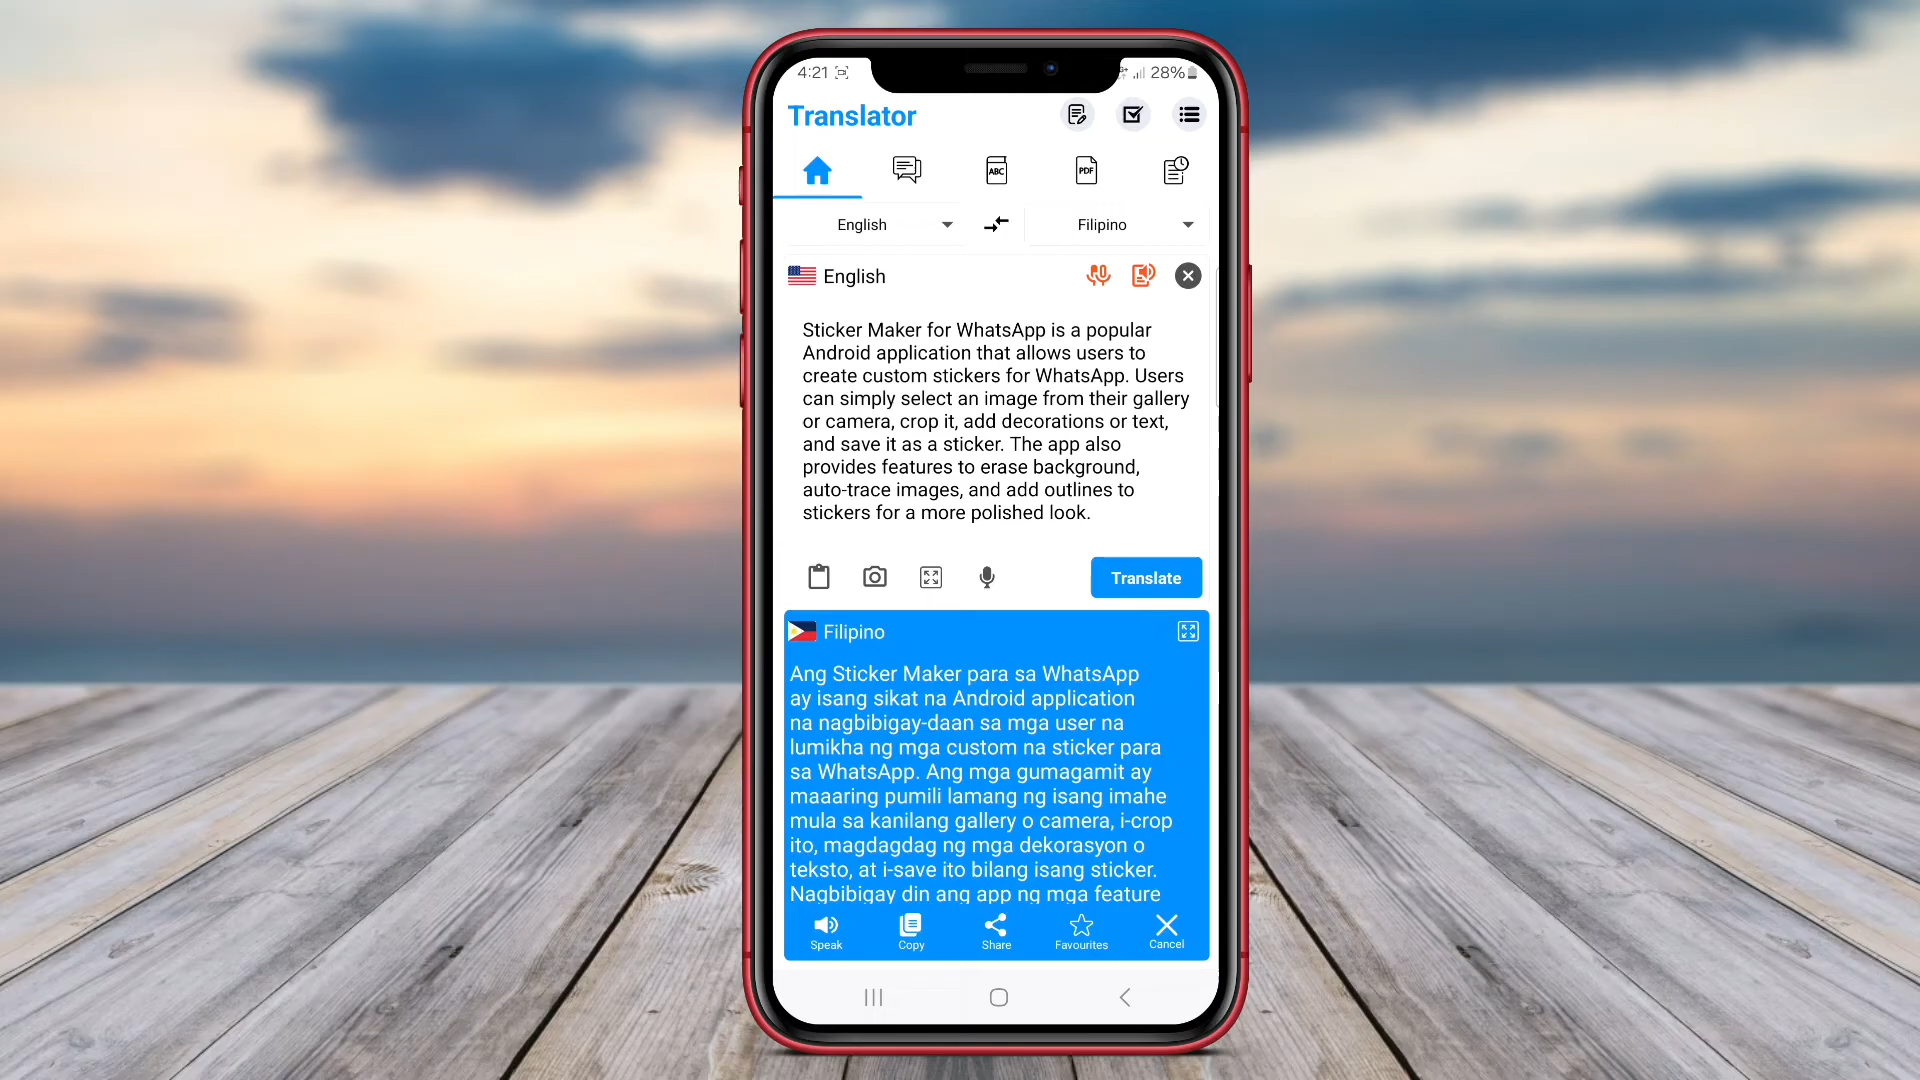 4:21 28%
Translator
ABC PDF
English Filipino
English
Sticker Maker for WhatsApp is a popular
Android application that allows users to
create custom stickers for WhatsApp. Users
can simply select an image from their gallery
or camera, crop it, add decorations or text,
and save it as a sticker. The app also
provides features to erase background,
auto-trace images, and add outlines to
stickers for a more polished look.
Translate
Filipino
Ang Sticker Maker para sa WhatsApp
ay isang sikat na Android application
na nagbibigay-daan sa mga user na
lumikha ng mga custom na sticker para
sa WhatsApp. Ang mga gumagamit ay
maaaring pumili lamang ng isang imahe
mula sa kanilang gallery o camera, i-crop
ito, magdagdag ng mga dekorasyon o
teksto, at i-save ito bilang isang sticker.
Nagbibigay din ang app ng mga feature
Speak Copy Share Favourites Cancel